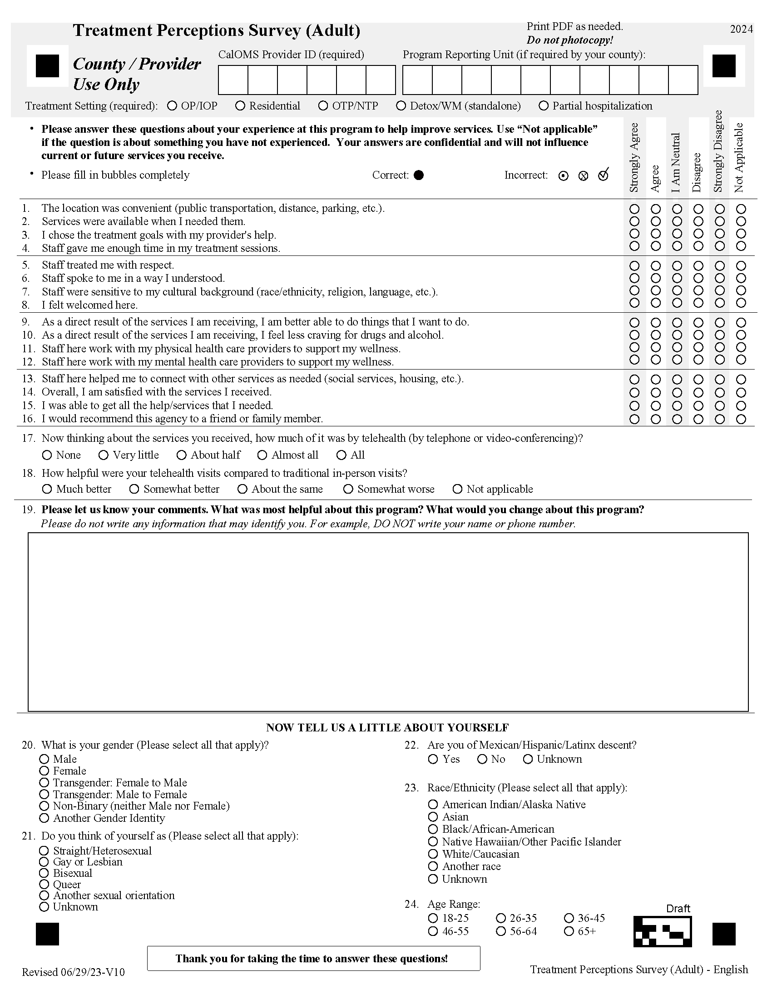 Treatment Perceptions Survey (Adult)
Print PDF as needed.
2024
Do not photocopy!
County / Provider
Use Only
CalOMS Provider ID (required)
Program Reporting Unit (if required by your county):
Treatment Setting (required): OP/IOP Residential OTP/NTP Detox/WM (standalone) Partial hospitalization
• Please answer these questions about your experience at this program to help improve services. Use “Not applicable”
if the question is about something you have not experienced.  Your answers are confidential and will not influence
current or future services you receive.
• Please fill in bubbles completely Correct: Incorrect:
Strongly Agree
Agree
I Am Neutral
Disagree
Strongly Disagree
Not Applicable
1. The location was convenient (public transportation, distance, parking, etc.).
2. Services were available when I needed them.
3. I chose the treatment goals with my provider's help.
4. Staff gave me enough time in my treatment sessions.
5. Staff treated me with respect.
6. Staff spoke to me in a way I understood.
7. Staff were sensitive to my cultural background (race/ethnicity, religion, language, etc.).
8. I felt welcomed here.
9. As a direct result of the services I am receiving, I am better able to do things that I want to do.
10. As a direct result of the services I am receiving, I feel less craving for drugs and alcohol.
11. Staff here work with my physical health care providers to support my wellness.
12. Staff here work with my mental health care providers to support my wellness.
13. Staff here helped me to connect with other services as needed (social services, housing, etc.).
14. Overall, I am satisfied with the services I received.
15. I was able to get all the help/services that I needed.
16. I would recommend this agency to a friend or family member.
17. Now thinking about the services you received, how much of it was by telehealth (by telephone or video-conferencing)?
None Very little About half Almost all All
18. How helpful were your telehealth visits compared to traditional in-person visits?
Much better Somewhat better About the same Somewhat worse Not applicable
19. Please let us know your comments. What was most helpful about this program? What would you change about this program?
Please do not write any information that may identify you. For example, DO NOT write your name or phone number.
NOW TELL US A LITTLE ABOUT YOURSELF
20. What is your gender (Please select all that apply)?
Male
Female
Transgender: Female to Male
Transgender: Male to Female
Non-Binary (neither Male nor Female)
Another Gender Identity
21. Do you think of yourself as (Please select all that apply):
Straight/Heterosexual
Gay or Lesbian
Bisexual
Queer
Another sexual orientation
Unknown
22. Are you of Mexican/Hispanic/Latinx descent?
Yes No Unknown
23. Race/Ethnicity (Please select all that apply):
American Indian/Alaska Native
Asian
Black/African-American
Native Hawaiian/Other Pacific Islander
White/Caucasian
Another race
Unknown
24. Age Range:
18-25 26-35 36-45
46-55 56-64 65+
Draft
Thank you for taking the time to answer these questions!
Revised 06/29/23-V10
Treatment Perceptions Survey (Adult) - English